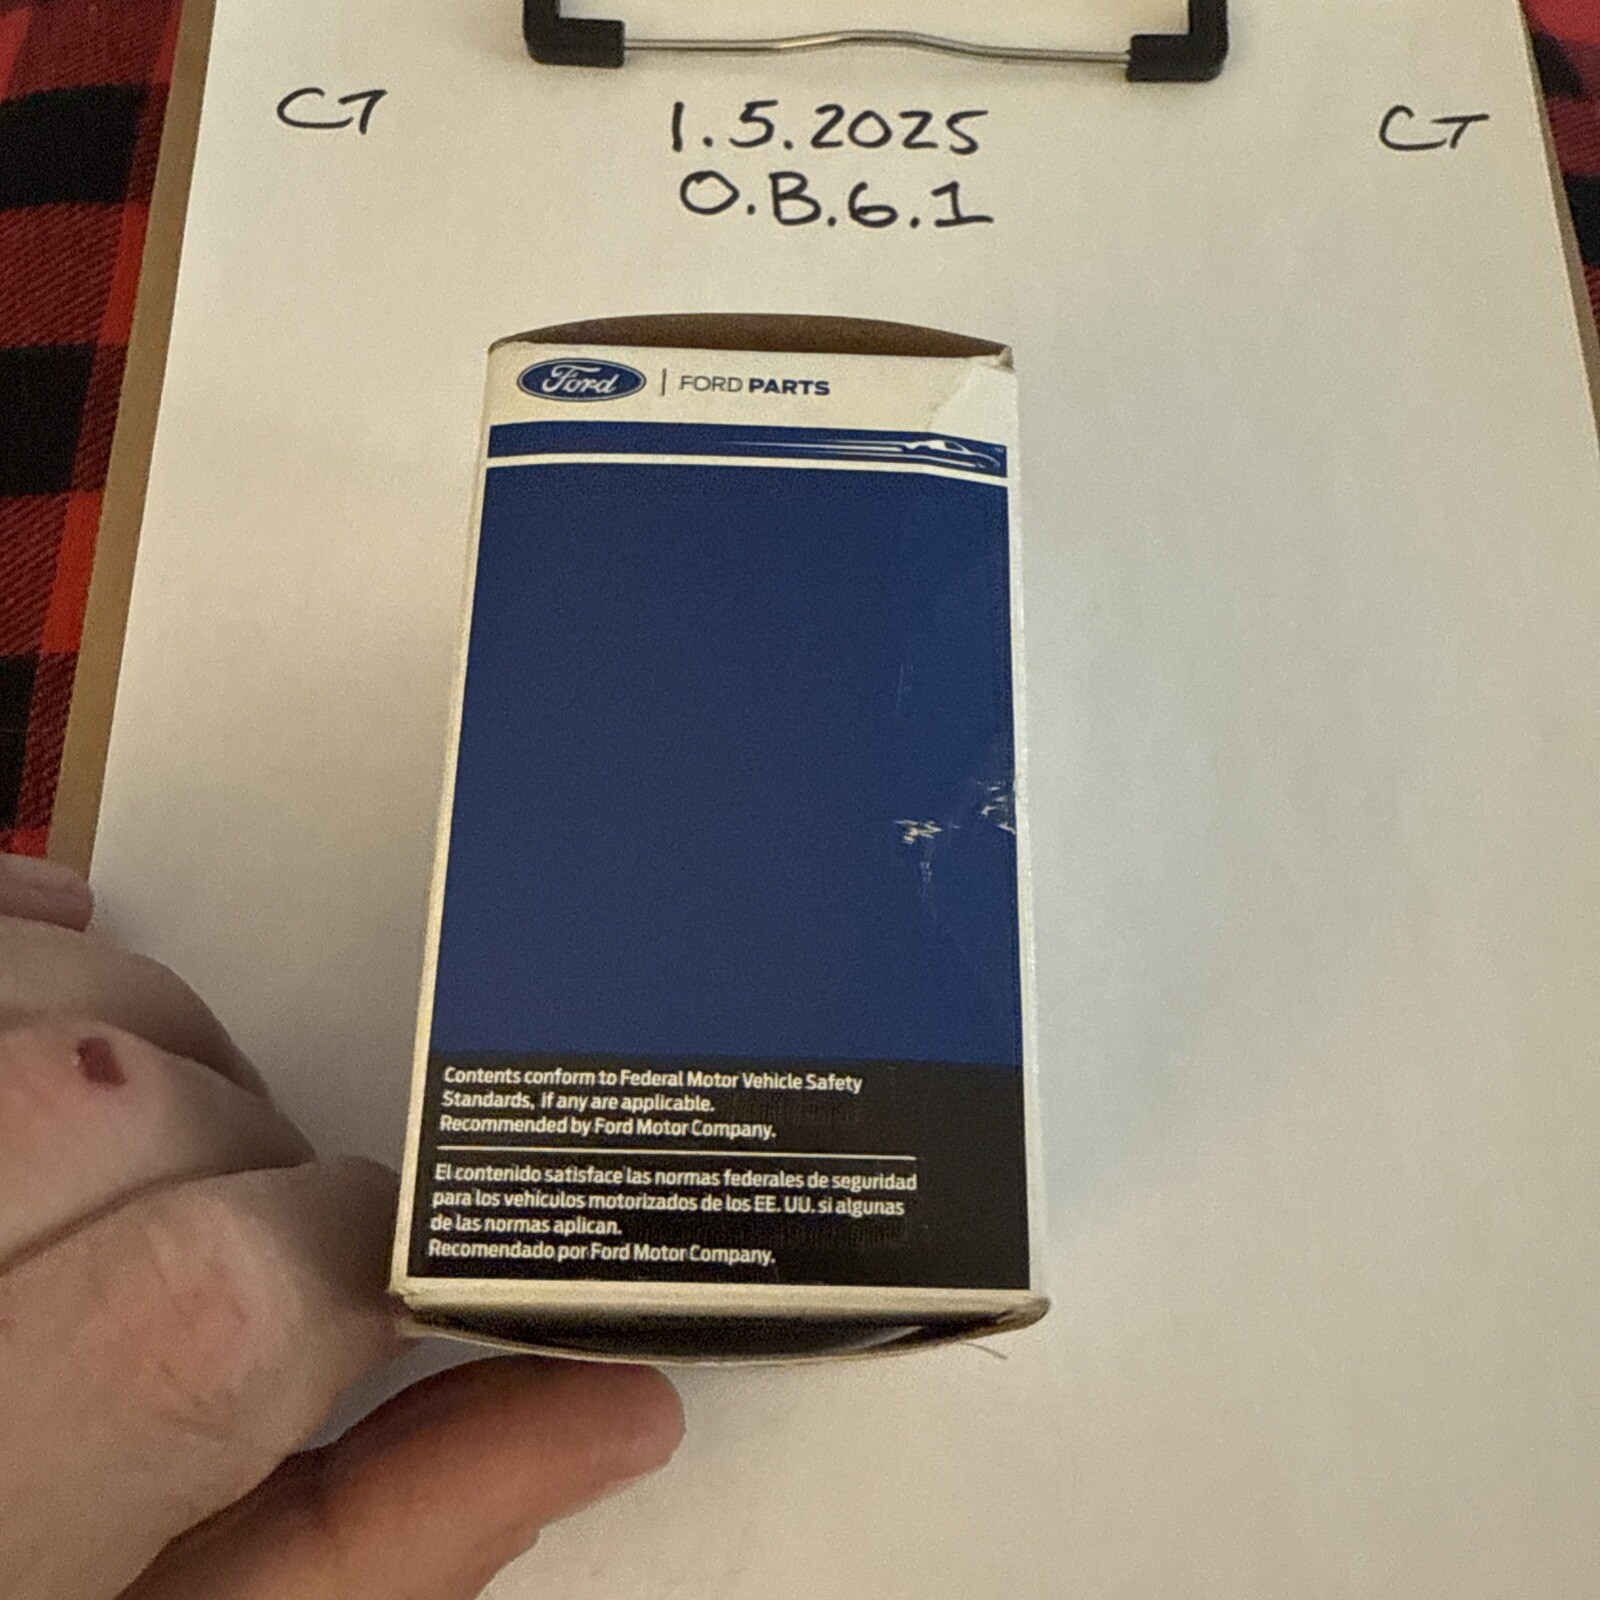 CT 1.5.2025 CT
O.B.6.1
Ford | FORD PARTS
Contents conform to Federal Motor Vehicle Safety
Standards, if any are applicable.
Recommended by Ford Motor Company.
El contenido satisface las normas federales de seguridad
para los vehículos motorizados de los EE. UU. si algunas
de las normas aplican.
Recomendado por Ford Motor Company.